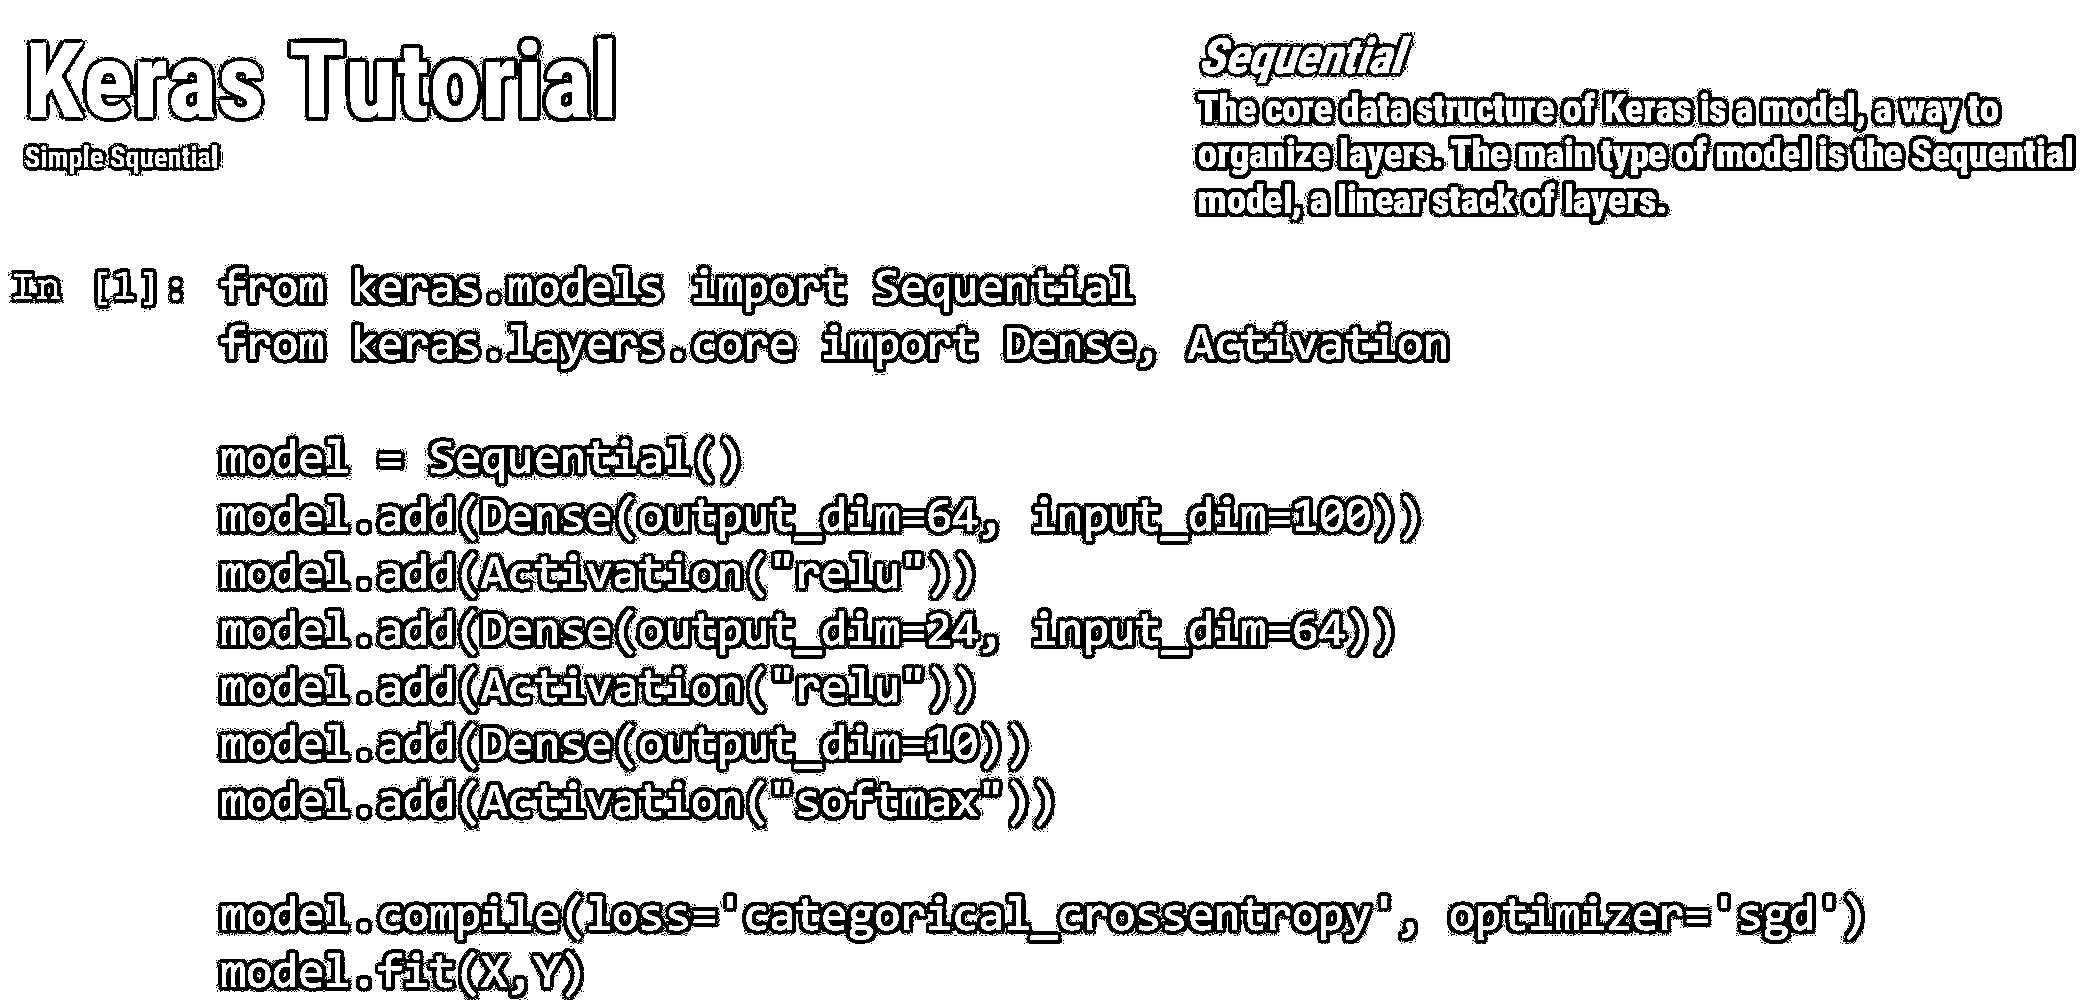 Keras Tutorial
Simple Squential
Sequential
The core data structure of Keras is a model, a way to
organize layers. The main type of model is the Sequential
model, a linear stack of layers.
In [1]: from keras.models import Sequential
from keras.layers.core import Dense, Activation
model = Sequential()
model.add(Dense(output_dim=64, input_dim=100))
model.add(Activation("relu"))
model.add(Dense(output_dim=24, input_dim=64))
model.add(Activation("relu"))
model.add(Dense(output_dim=10))
model.add(Activation("softmax"))
model.compile(loss='categorical_crossentropy', optimizer='sgd')
model.fit(X,Y)